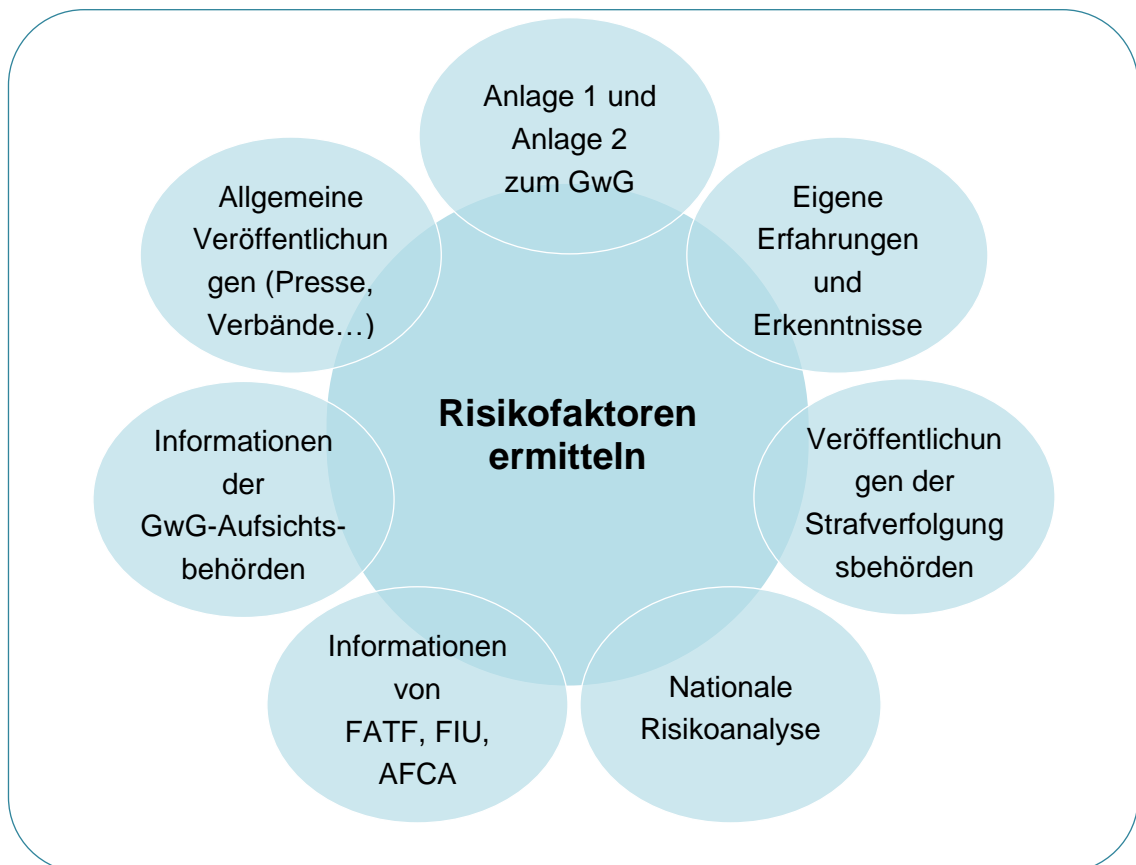 Anlage 1 und
Anlage 2
zum GwG
Eigene
Erfahrungen
und
Erkenntnisse
Veröffentlichun
gen der
Strafverfolgung
sbehörden
Nationale
Risikoanalyse
Informationen
von
FATF, FIU,
AFCA
Informationen
der
GwG-Aufsichts-
behörden
Allgemeine
Veröffentlichun
gen (Presse,
Verbände…)
Risikofaktoren
ermitteln